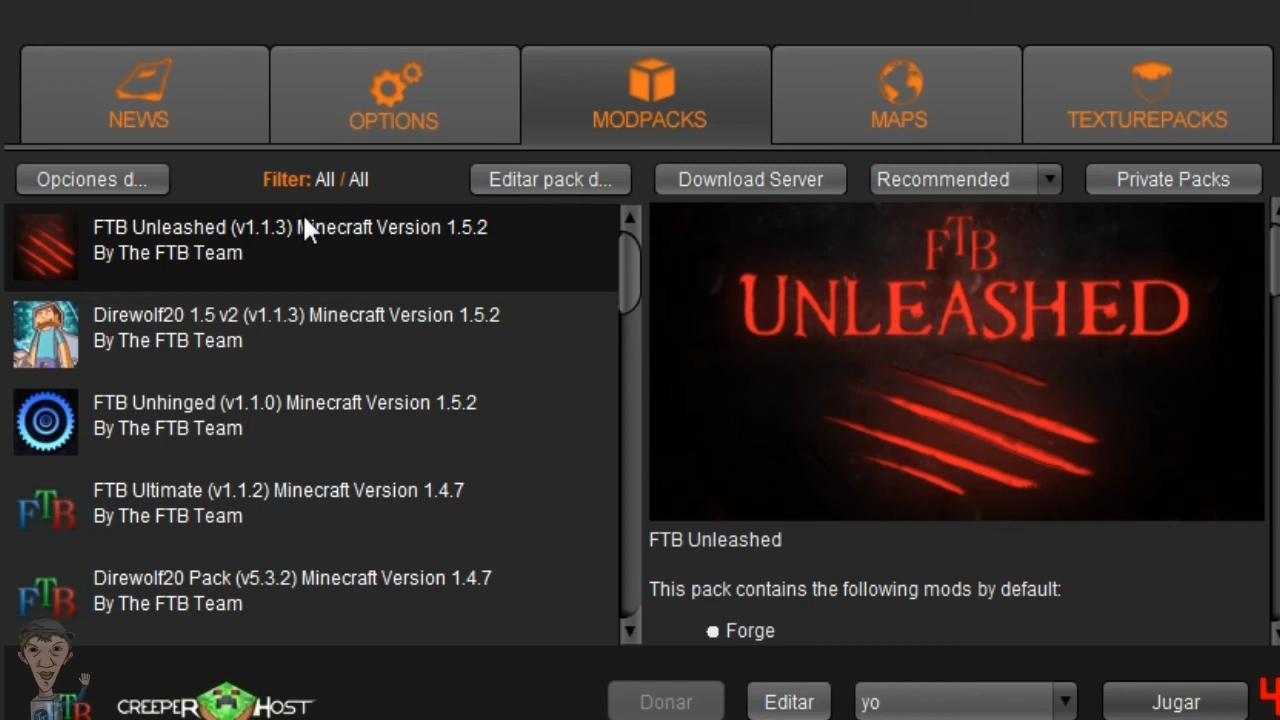 NEWS
OPTIONS
MODPACKS
MAPS
TEXTUREPACKS
Opciones d...
Filter: All / All
Editar pack d...
Download Server
Recommended
Private Packs
FTB Unleashed (v1.1.3) Minecraft Version 1.5.2
By The FTB Team
Direwolf20 1.5 v2 (v1.1.3) Minecraft Version 1.5.2
By The FTB Team
FTB Unhinged (v1.1.0) Minecraft Version 1.5.2
By The FTB Team
FTB
FTB Ultimate (v1.1.2) Minecraft Version 1.4.7
By The FTB Team
FTB
Direwolf20 Pack (v5.3.2) Minecraft Version 1.4.7
By The FTB Team
FTB
UNLEASHED
FTB Unleashed
This pack contains the following mods by default:
Forge
CREEPER HOST
Donar
Editar
yo
Jugar
4